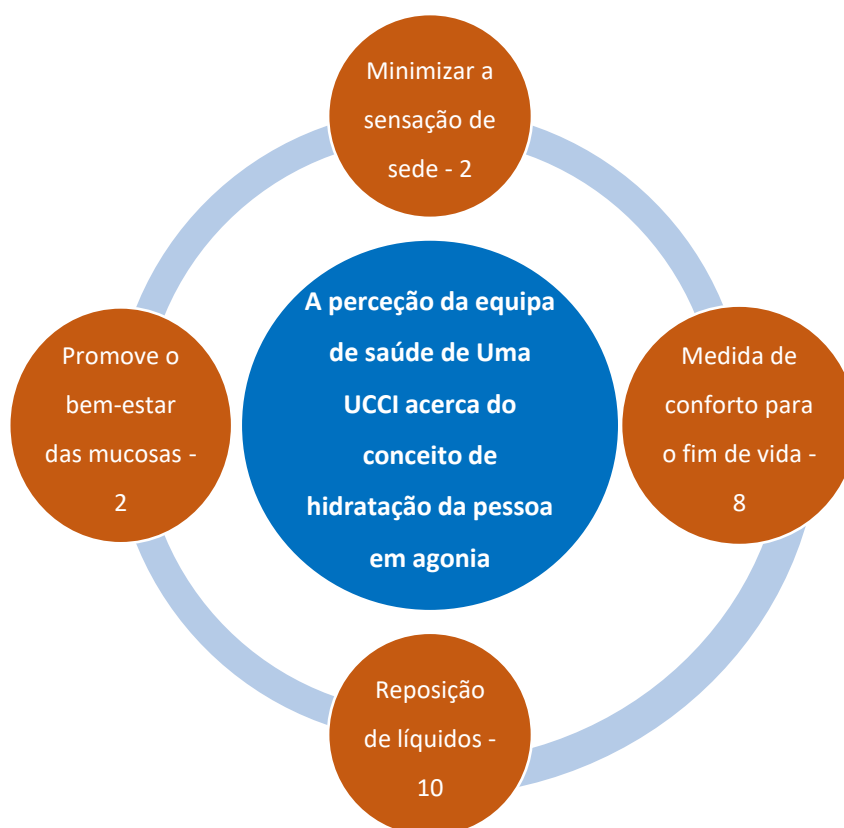 Minimizar a
sensação de
sede - 2
A perceção da equipa
de saúde de Uma
UCCI acerca do
conceito de
hidratação da pessoa
em agonia
Promove o
bem-estar
das mucosas -
2
Medida de
conforto para
o fim de vida -
8
Reposição
de líquidos -
10